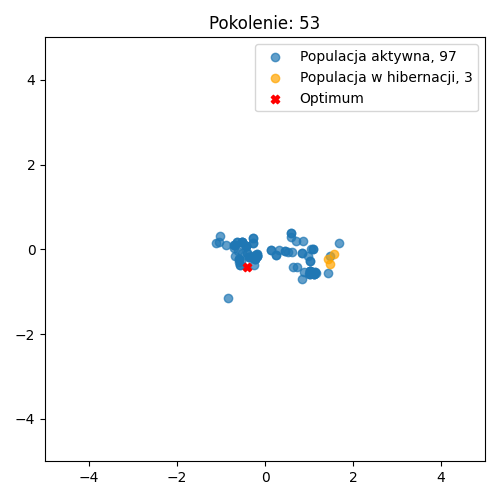 Pokolenie: 53
Populacja aktywna, 97
Populacja w hibernacji, 3
Optimum
4
2
0
−2
−4
−4
−2
0
2
4